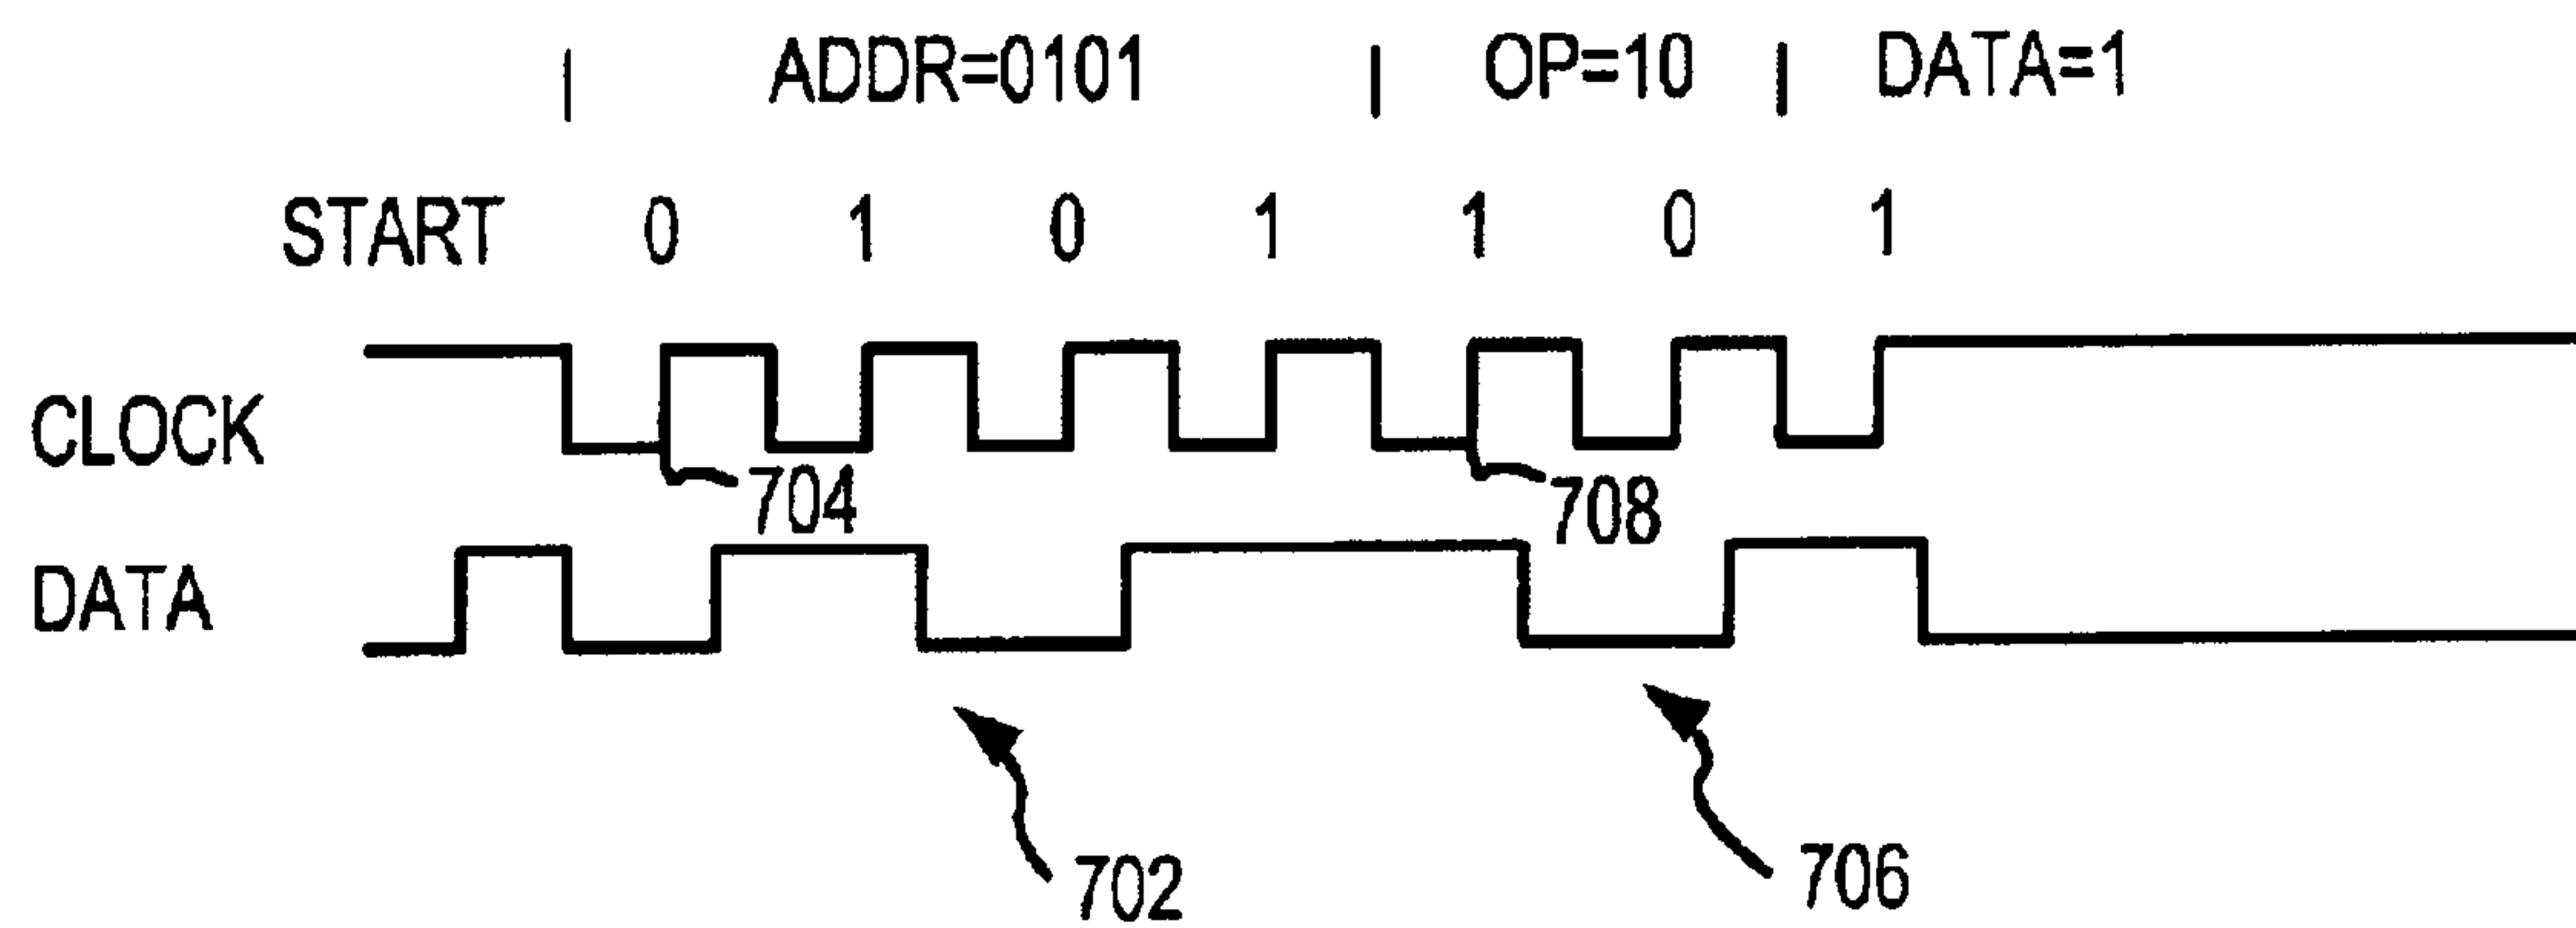 | ADDR=0101 | OP=10 | DATA=1
START 0 1 0 1 1 0 1
CLOCK
704
708
DATA
702
706